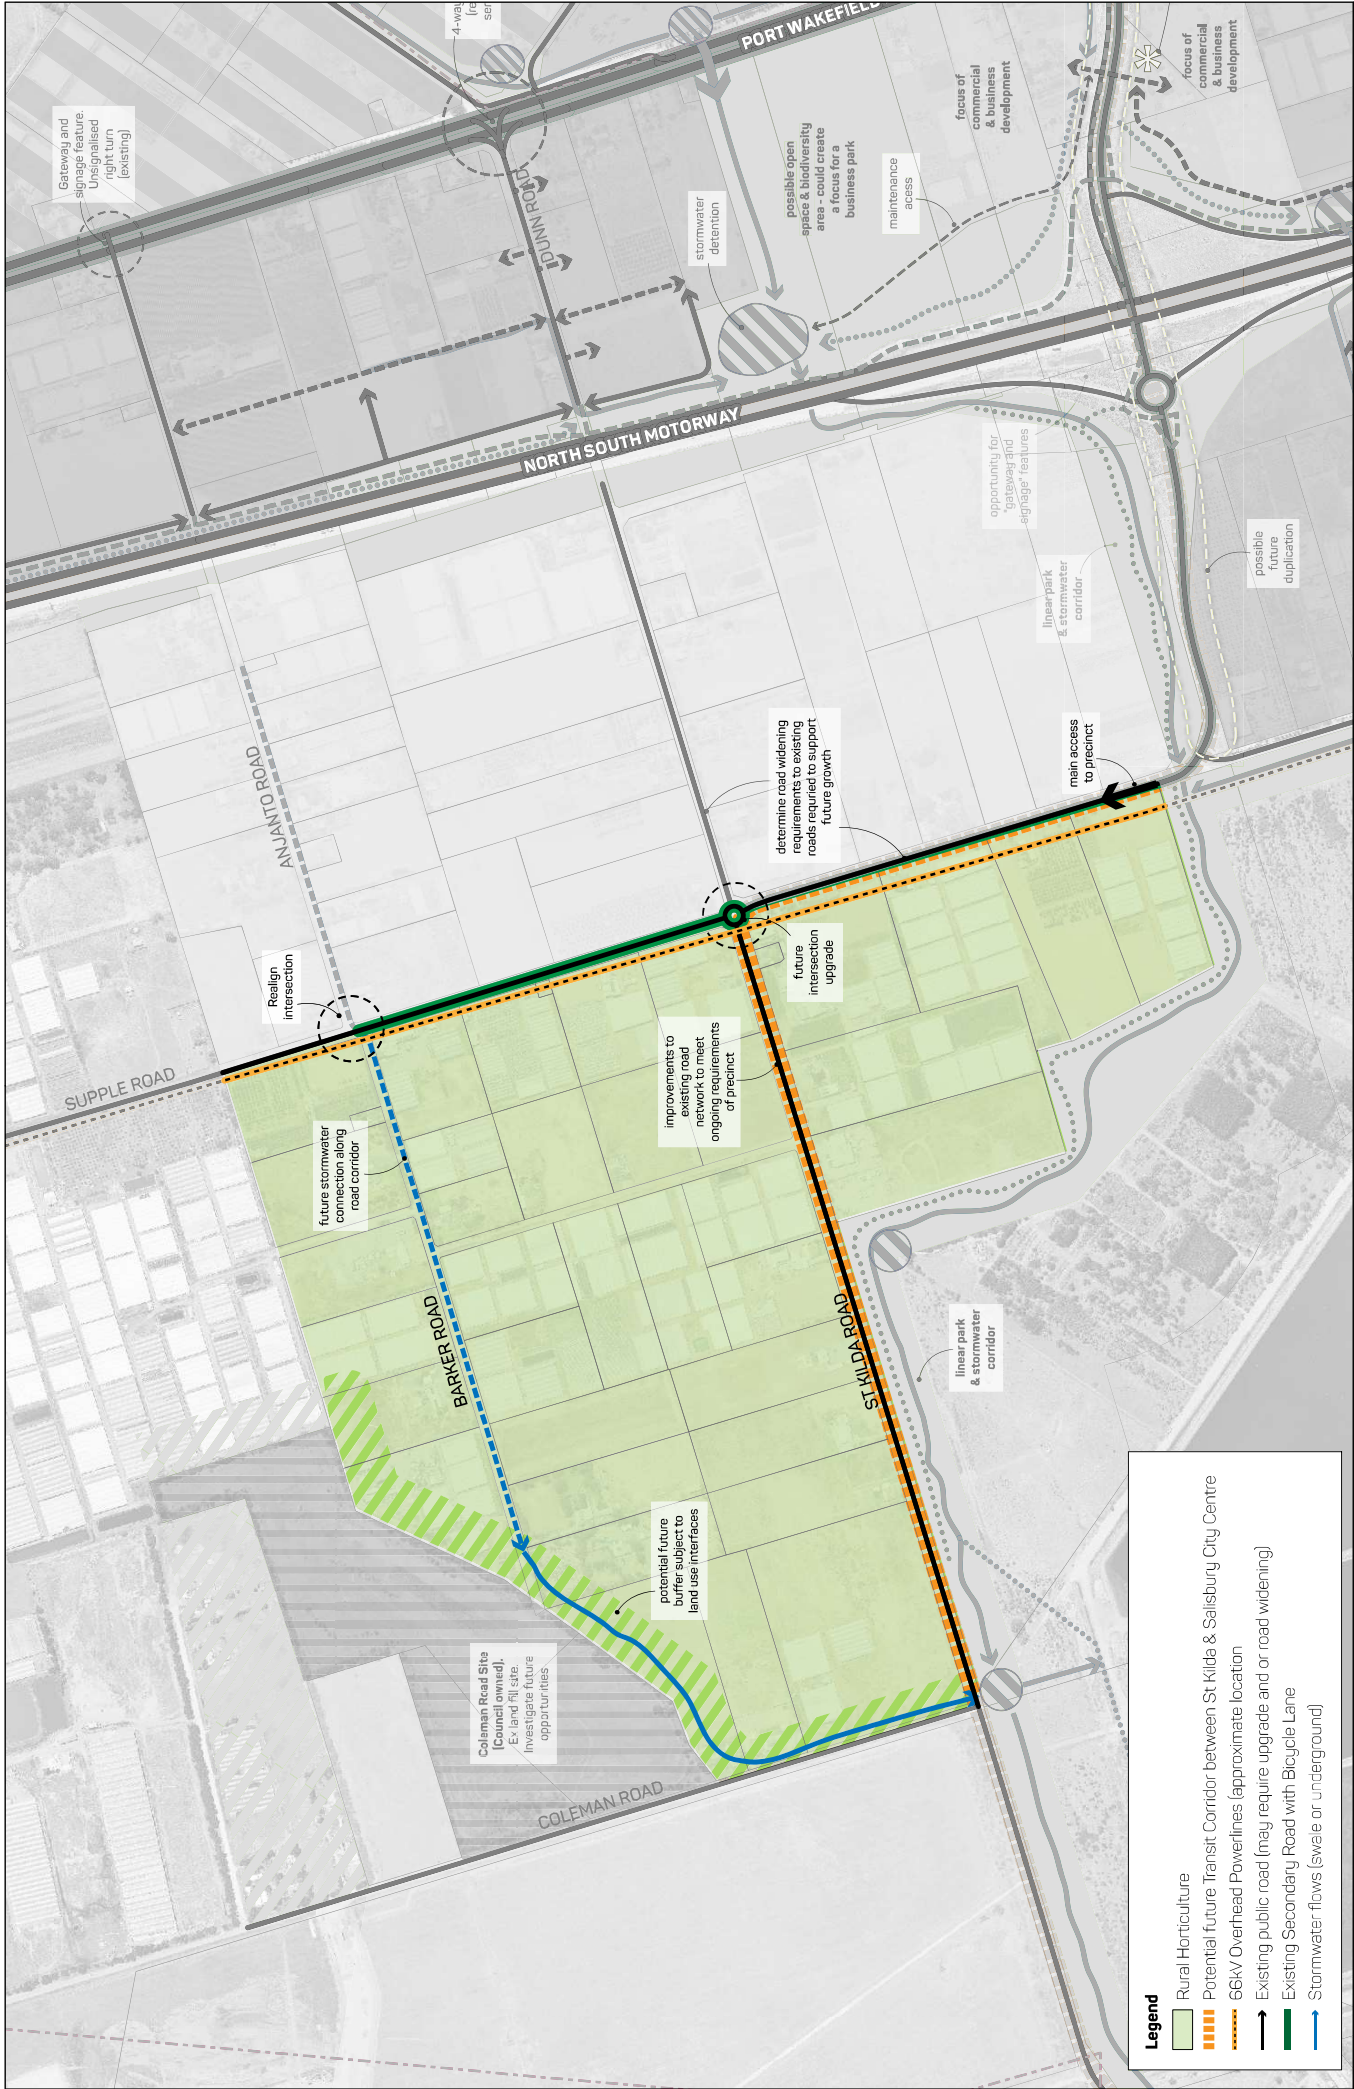 Gateway and
signage feature.
Unsignalised
right turn
(existing)
4-way
PORT WAKEFIELD
DUNN ROAD
stormwater
detention
possible open
space & biodiversity
area - could create
a focus for a
business park
focus of
commercial
& business
development
maintenance
acess
focus of
commercial
& business
development
NORTH SOUTH MOTORWAY
opportunity for
"gateway and
signage" features
linear park
& stormwater
corridor
possible
future
duplication
ANJANTO ROAD
determine road widening
requirements to existing
roads requried to support
future growth
main access
to precinct
Realign
intersection
SUPPLE ROAD
future
intersection
upgrade
improvements to
existing road
network to meet
ongoing requirements
of precinct
future stormwater
connection along
road corridor
BARKER ROAD
ST KILDA ROAD
linear park
& stormwater
corridor
potential future
buffer subject to
land use interfaces
Coleman Road Site
(Council owned).
Ex land fill site.
Investigate future
opportunities
COLEMAN ROAD
Legend
Rural Horticulture
Potential future Transit Corridor between St Kilda & Salisbury City Centre
66kV Overhead Powerlines (approximate location
Existing public road (may require upgrade and or road widening)
Existing Secondary Road with Bicycle Lane
Stormwater flows (swale or underground)